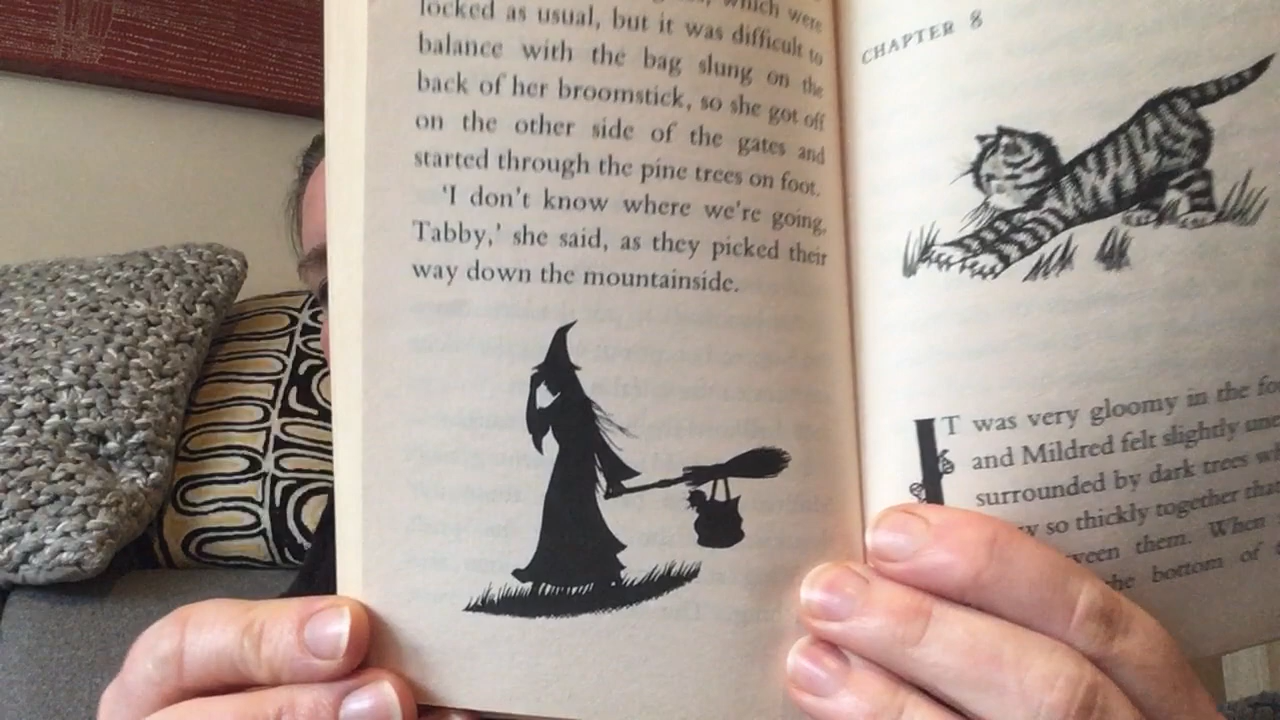 which were
locked as usual, but it was difficult to
balance with the bag slung on the
back of her broomstick, so she got off
on the other side of the gates and
started through the pine trees on foot.
'I don't know where we're going,
Tabby,' she said, as they picked their
way down the mountainside.
CHAPTER 8
IT was very gloomy in the
and Mildred felt slightly
surrounded by dark trees
so thickly together
them. When
the bottom of